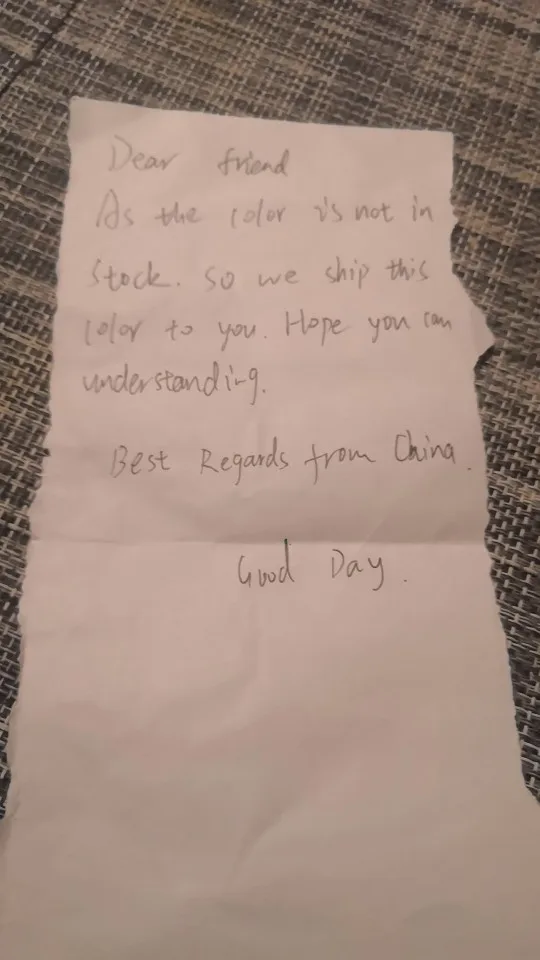 Dear friend
As the color is not in
stock. So we ship this
color to you. Hope you can
understanding.
Best Regards from China.
Good Day.